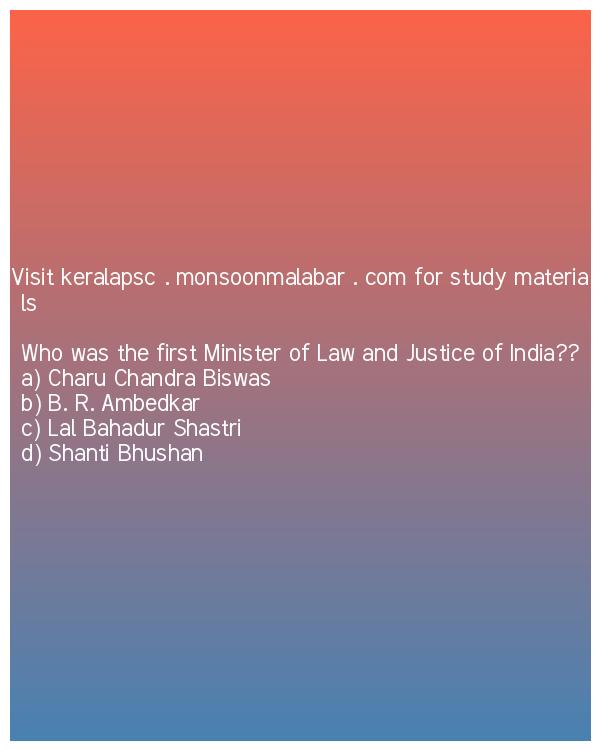 Visit keralapsc . monsoonmalabar . com for study materia
ls
Who was the first Minister of Law and Justice of India??
a) Charu Chandra Biswas
b) B. R. Ambedkar
c) Lal Bahadur Shastri
d) Shanti Bhushan